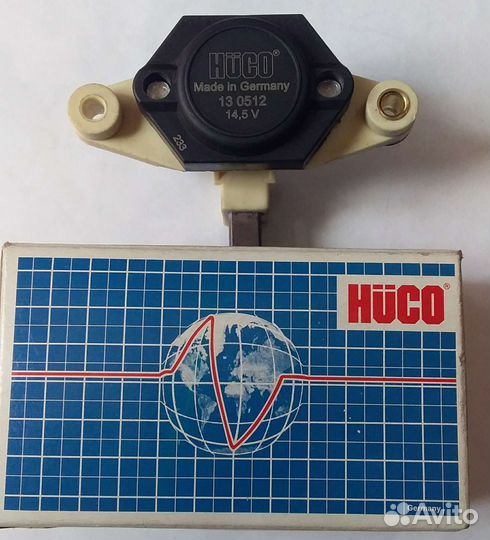 HÜCO®
Made in Germany
13 0512
14,5 V
233
HÜCO®
Germany
Avito